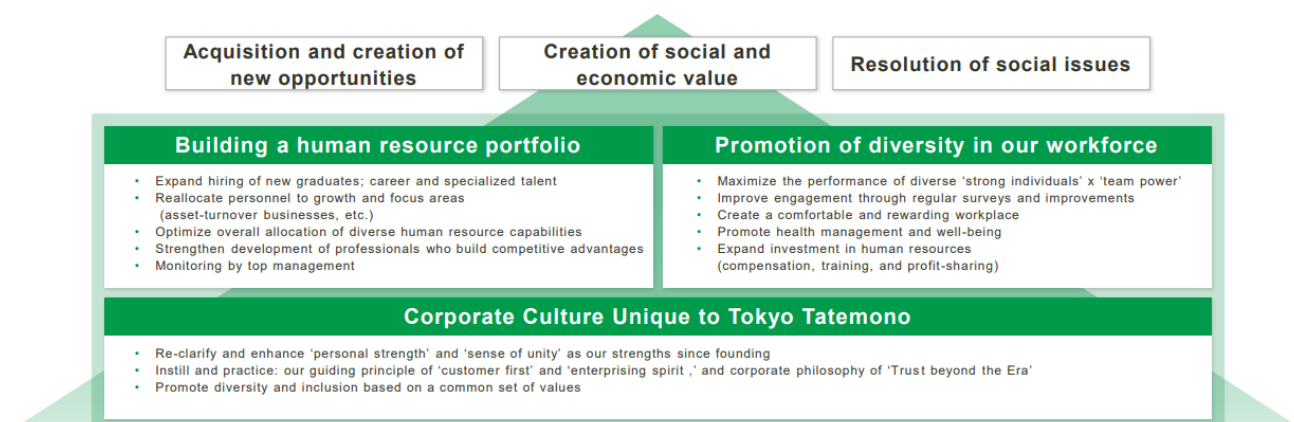 Acquisition and creation of
new opportunities
Creation of social and
economic value
Resolution of social issues
Building a human resource portfolio
• Expand hiring of new graduates; career and specialized talent
• Reallocate personnel to growth and focus areas
(asset-turnover businesses, etc.)
• Optimize overall allocation of diverse human resource capabilities
• Strengthen development of professionals who build competitive advantages
• Monitoring by top management
Promotion of diversity in our workforce
• Maximize the performance of diverse ‘strong individuals’ x ‘team power’
• Improve engagement through regular surveys and improvements
• Create a comfortable and rewarding workplace
• Promote health management and well-being
• Expand investment in human resources
(compensation, training, and profit-sharing)
Corporate Culture Unique to Tokyo Tatemono
• Re-clarify and enhance ‘personal strength’ and ‘sense of unity’ as our strengths since founding
• Instill and practice: our guiding principle of ‘customer first’ and ‘enterprising spirit ,’ and corporate philosophy of ‘Trust beyond the Era’
• Promote diversity and inclusion based on a common set of values